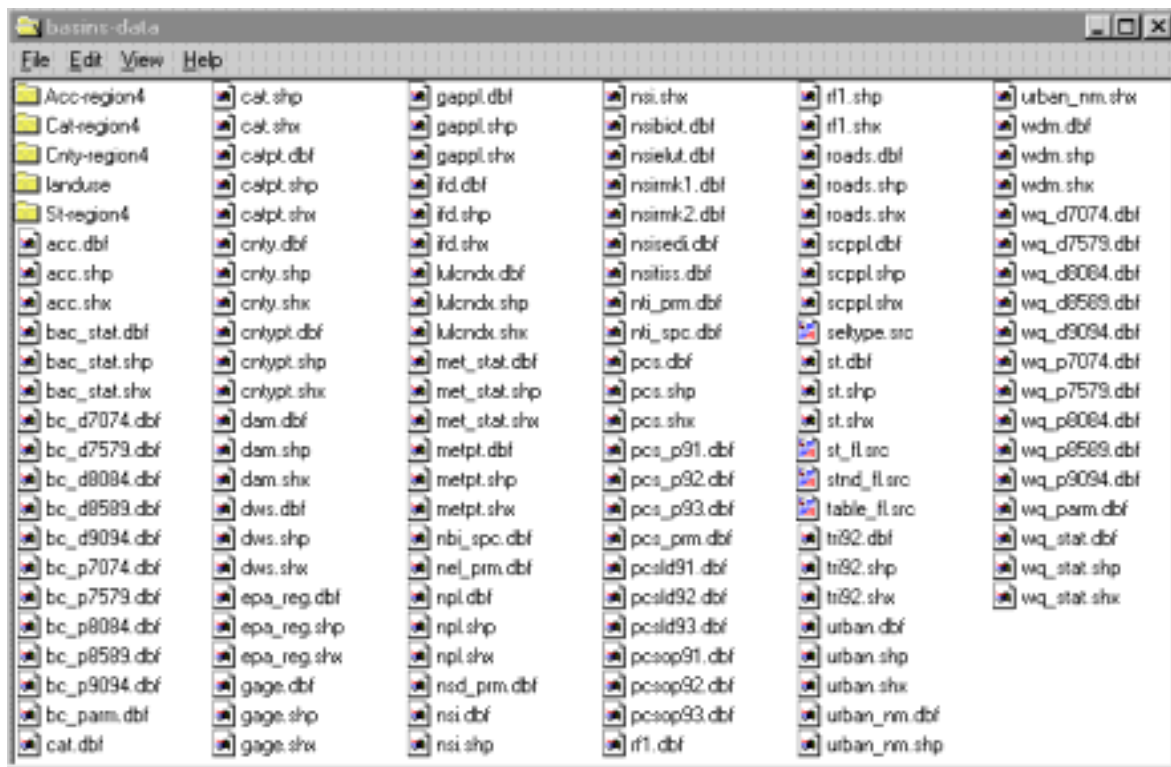 basins-data
File Edit View Help
Acc-region4
Cat-region4
Cnty-region4
landuse
St-region4
acc.dbf
acc.shp
acc.shx
bac_stat.dbf
bac_stat.shp
bac_stat.shx
bc_d7074.dbf
bc_d7579.dbf
bc_d8084.dbf
bc_d8589.dbf
bc_d9094.dbf
bc_p7074.dbf
bc_p7579.dbf
bc_p8084.dbf
bc_p8589.dbf
bc_p9094.dbf
bc_parm.dbf
cat.dbf
cat.shp
cat.shx
catpt.dbf
catpt.shp
catpt.shx
cnty.dbf
cnty.shp
cnty.shx
cntypt.dbf
cntypt.shp
cntypt.shx
dam.dbf
dam.shp
dam.shx
dws.dbf
dws.shp
dws.shx
epa_reg.dbf
epa_reg.shp
epa_reg.shx
gage.dbf
gage.shp
gage.shx
gappl.dbf
gappl.shp
gappl.shx
ifd.dbf
ifd.shp
ifd.shx
lulcndx.dbf
lulcndx.shp
lulcndx.shx
met_stat.dbf
met_stat.shp
met_stat.shx
metpt.dbf
metpt.shp
metpt.shx
nbi_spc.dbf
nel_prm.dbf
npl.dbf
npl.shp
npl.shx
nsd_prm.dbf
nsi.dbf
nsi.shp
nsi.shx
nsibiot.dbf
nsielut.dbf
nsirmk1.dbf
nsirmk2.dbf
nsisedi.dbf
nsitiss.dbf
nti_prm.dbf
nti_spc.dbf
pcs.dbf
pcs.shp
pcs.shx
pcs_p91.dbf
pcs_p92.dbf
pcs_p93.dbf
pcs_prm.dbf
pcsld91.dbf
pcsld92.dbf
pcsld93.dbf
pcsop91.dbf
pcsop92.dbf
pcsop93.dbf
rf1.dbf
rf1.shp
rf1.shx
roads.dbf
roads.shp
roads.shx
scppl.dbf
scppl.shp
scppl.shx
seltype.src
st.dbf
st.shp
st.shx
st_fl.src
stnd_fl.src
table_fl.src
tri92.dbf
tri92.shp
tri92.shx
urban.dbf
urban.shp
urban.shx
urban_nm.dbf
urban_nm.shp
urban_nm.shx
wdm.dbf
wdm.shp
wdm.shx
wq_d7074.dbf
wq_d7579.dbf
wq_d8084.dbf
wq_d8589.dbf
wq_d9094.dbf
wq_p7074.dbf
wq_p7579.dbf
wq_p8084.dbf
wq_p8589.dbf
wq_p9094.dbf
wq_parm.dbf
wq_stat.dbf
wq_stat.shp
wq_stat.shx